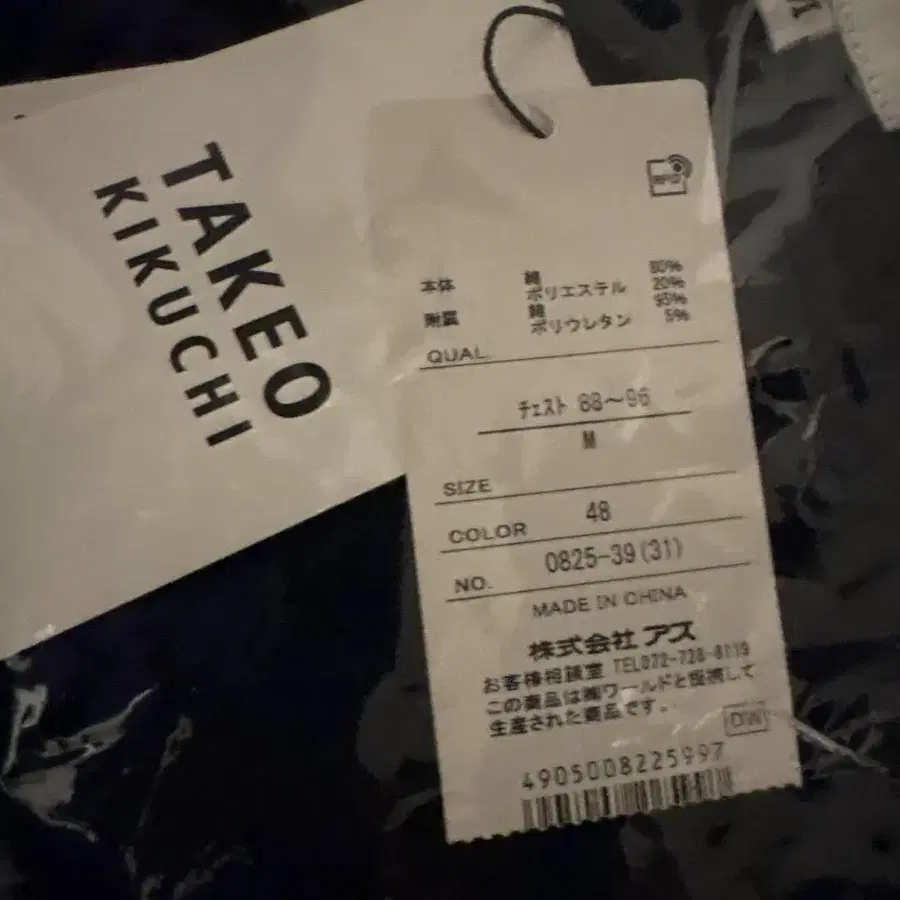 TAKEO
KIKUCHI
RFID
本体 綿 80%
ポリエステル 20%
附属 綿 95%
ポリウレタン 5%
QUAL.
チェスト 88～96
M
SIZE
COLOR 48
NO. 0825-39(31)
MADE IN CHINA
株式会社 アズ
お客様相談室 TEL072-728-8119
この商品は㈱ワールドと提携して
生産された商品です。
DW
4905008225997